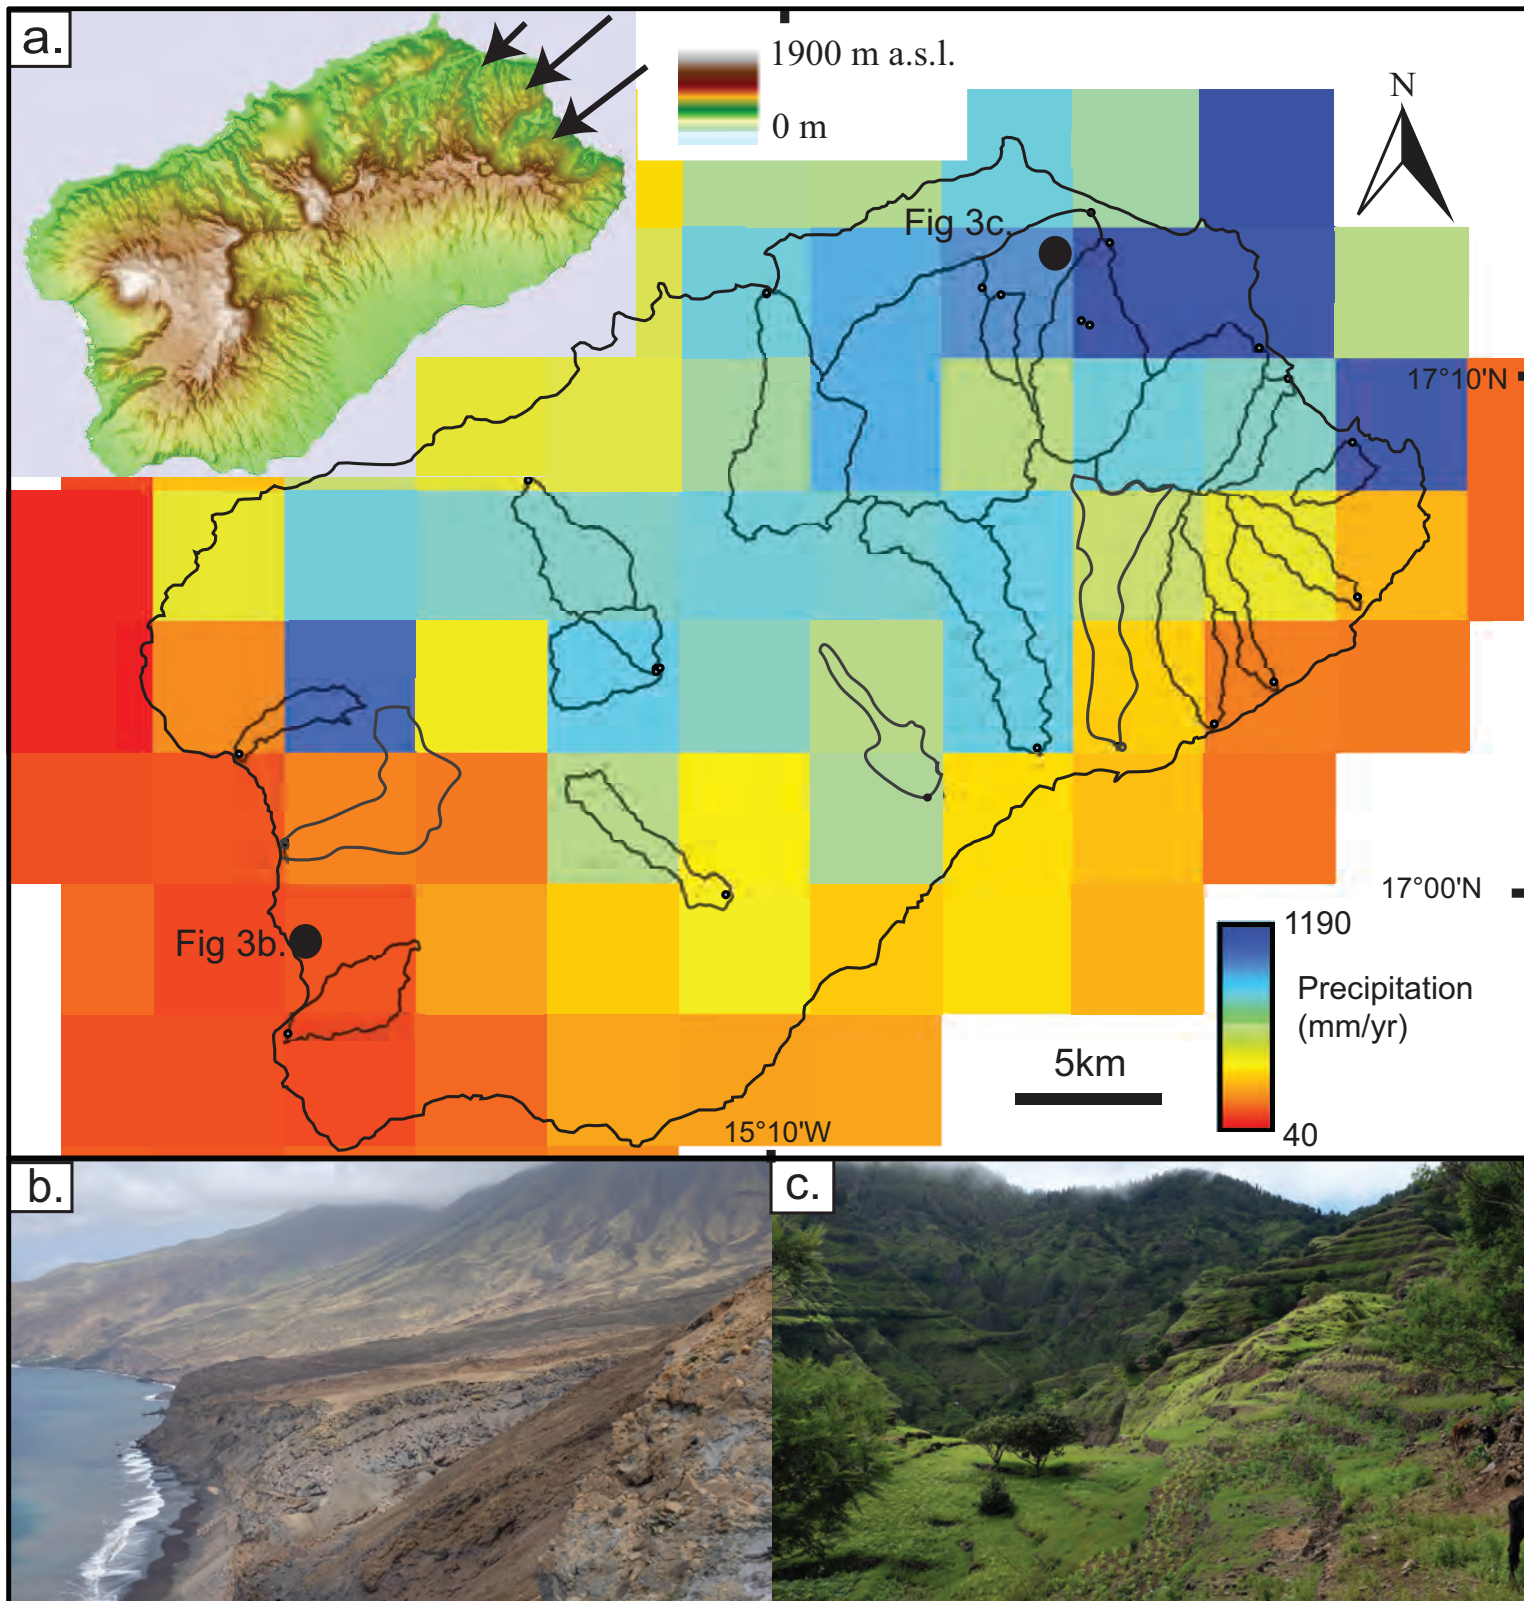 a.
1900 m a.s.l.
0 m
N
Fig 3c.
17°10'N
17°00'N
Fig 3b.
1190
Precipitation
(mm/yr)
40
5km
15°10'W
b.
c.